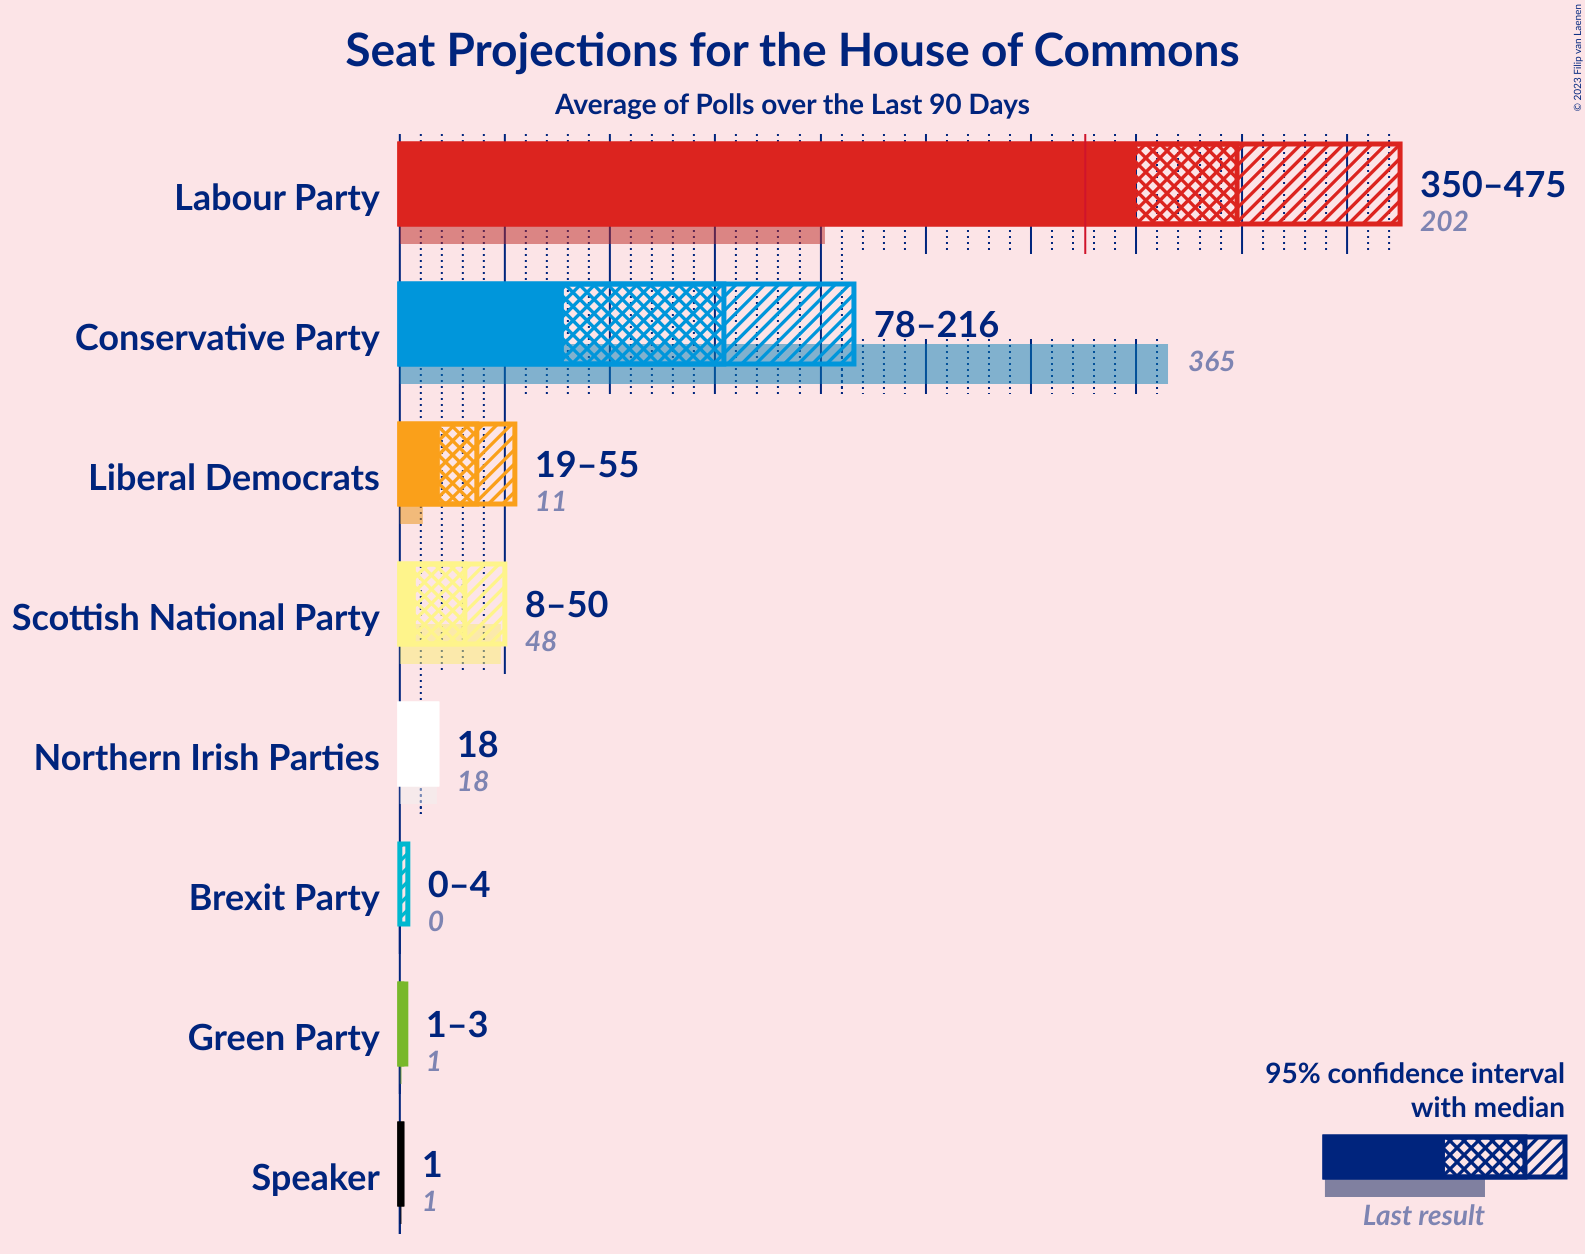 Seat Projections for the House of Commons
Average of Polls over the Last 90 Days
© 2023 Filip van Laenen
Labour Party
350–475
202
Conservative Party
78–216
365
Liberal Democrats
19–55
11
Scottish National Party
8–50
48
Northern Irish Parties
18
18
Brexit Party
0–4
0
Green Party
1–3
1
Speaker
1
1
95% confidence interval
with median
Last result